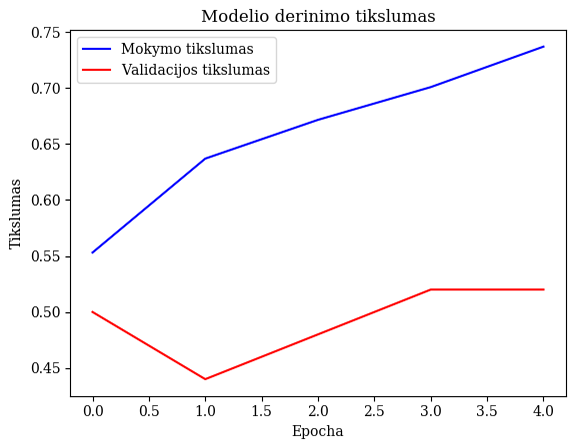 Modelio derinimo tikslumas
Mokymo tikslumas
Validacijos tikslumas
Tikslumas
0.75
0.70
0.65
0.60
0.55
0.50
0.45
0.0 0.5 1.0 1.5 2.0 2.5 3.0 3.5 4.0
Epocha